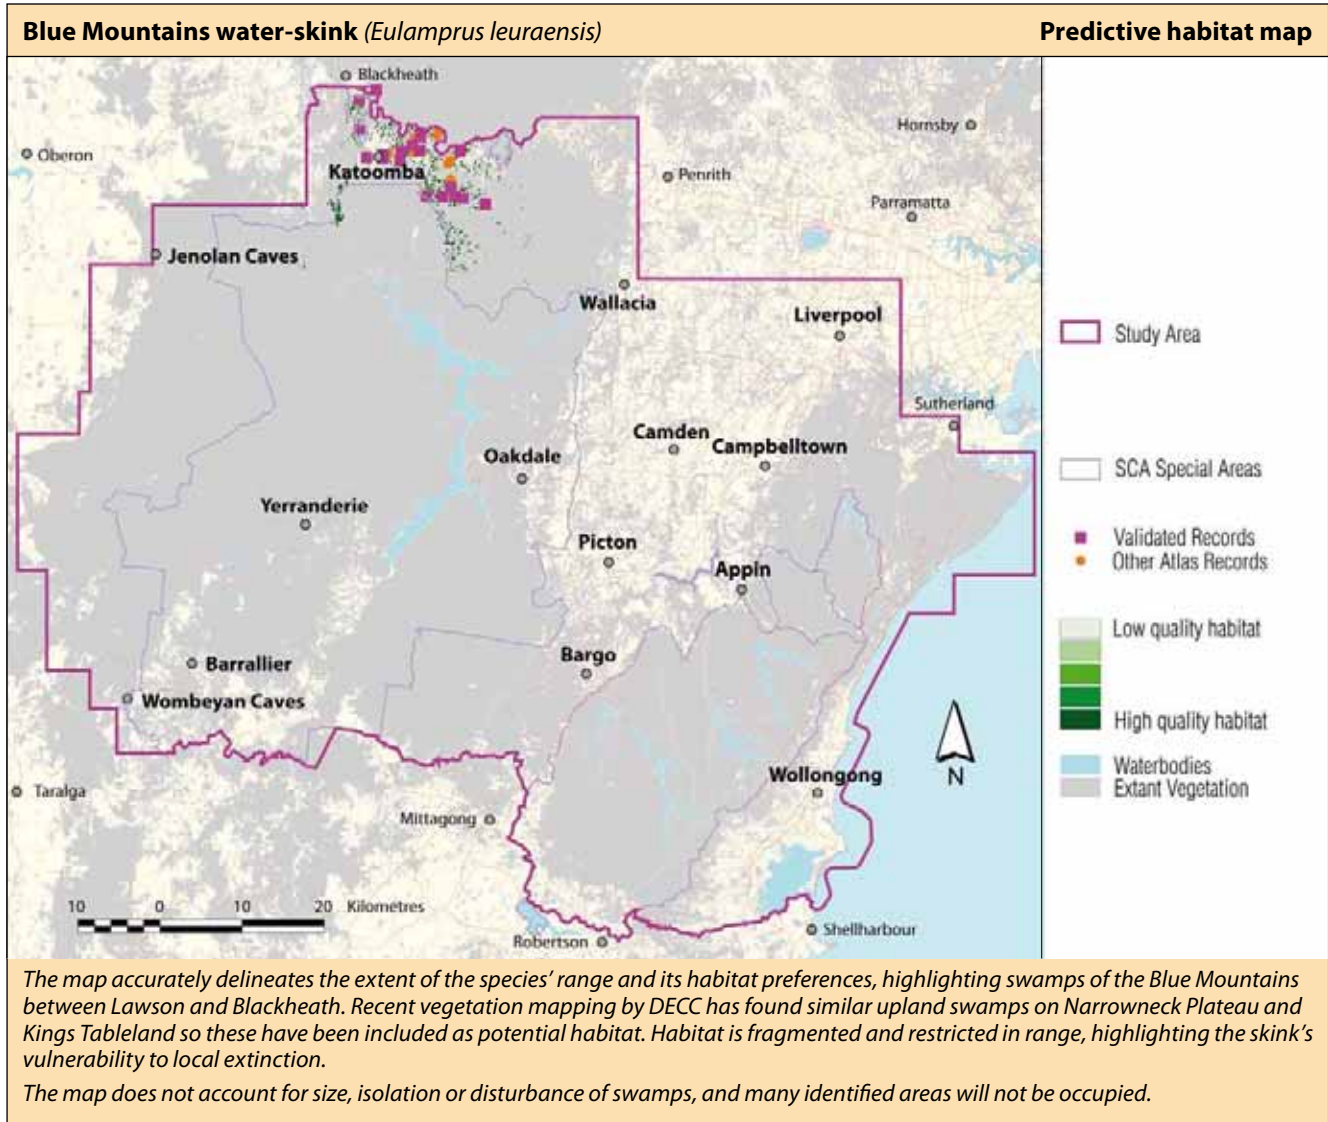 Blue Mountains water-skink (Eulamprus leuraensis) Predictive habitat map
Blackheath
Hornsby
Oberon
Katoomba
Penrith
Parramatta
Jenolan Caves
Wallacia
Liverpool
Study Area
Sutherland
Camden
Campbelltown
Oakdale
SCA Special Areas
Yerranderie
Validated Records
Picton
Other Atlas Records
Appin
Low quality habitat
Bargo
Barrallier
Wombeyan Caves
High quality habitat
N
Waterbodies
Wollongong
Extant Vegetation
Taralga
Mittagong
10 0 10 20 Kilometres
Shellharbour
Robertson
The map accurately delineates the extent of the species’ range and its habitat preferences, highlighting swamps of the Blue Mountains
between Lawson and Blackheath. Recent vegetation mapping by DECC has found similar upland swamps on Narrowneck Plateau and
Kings Tableland so these have been included as potential habitat. Habitat is fragmented and restricted in range, highlighting the skink’s
vulnerability to local extinction.
The map does not account for size, isolation or disturbance of swamps, and many identified areas will not be occupied.